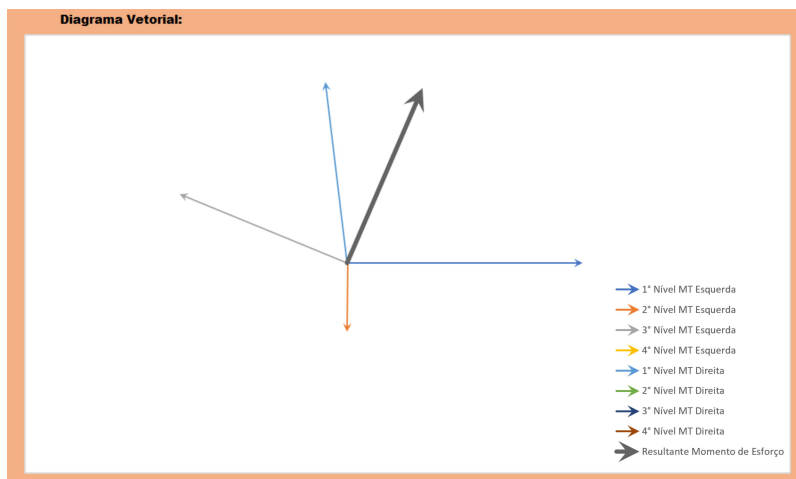 Diagrama Vetorial:
1° Nível MT Esquerda
2° Nível MT Esquerda
3° Nível MT Esquerda
4° Nível MT Esquerda
1° Nível MT Direita
2° Nível MT Direita
3° Nível MT Direita
4° Nível MT Direita
Resultante Momento de Esforço